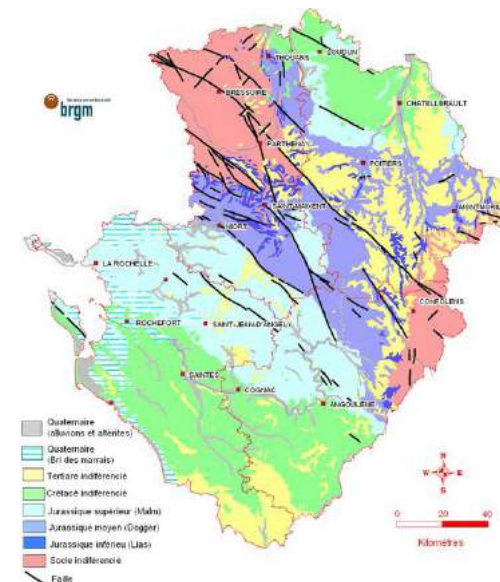 THOUARS
LOUDUN
BRESSUIRE
CHATELLERAULT
brgm
PARTHENAY
POITIERS
SAINT-MAIXENT
NIORT
LA ROCHELLE
CONFOLENS
ROCHEFORT
SAINT-JEAN-D'ANGELY
SAINTES
COGNAC
ANGOULEME
Quaternaire
(alluvions et altérites)
Quaternaire
(Bri des marrais)
Tertiaire indifférencié
Crétacé indifférencié
Jurassique supérieur (Malm)
Jurassique moyen (Dogger)
Jurassique inférieu (Lias)
Socle indifférencié
Faille
N
W E
S
20 0 20 40
Kilomètres